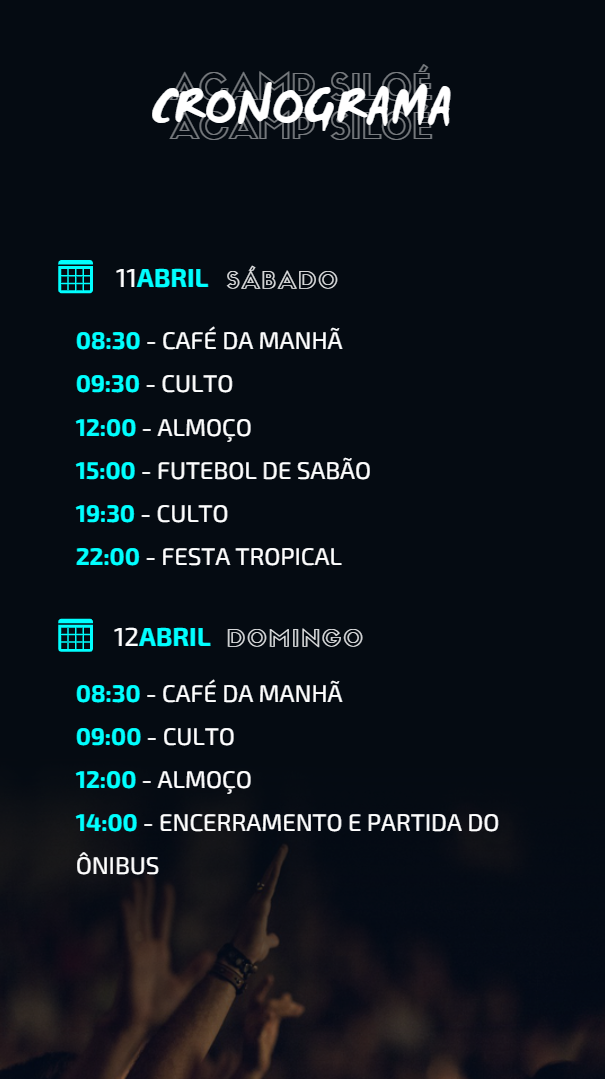 ACAMP SILOÉ
CRONOGRAMA
ACAMP SILOÉ
11ABRIL SÁBADO
08:30 - CAFÉ DA MANHÃ
09:30 - CULTO
12:00 - ALMOÇO
15:00 - FUTEBOL DE SABÃO
19:30 - CULTO
22:00 - FESTA TROPICAL
12ABRIL DOMINGO
08:30 - CAFÉ DA MANHÃ
09:00 - CULTO
12:00 - ALMOÇO
14:00 - ENCERRAMENTO E PARTIDA DO
ÔNIBUS